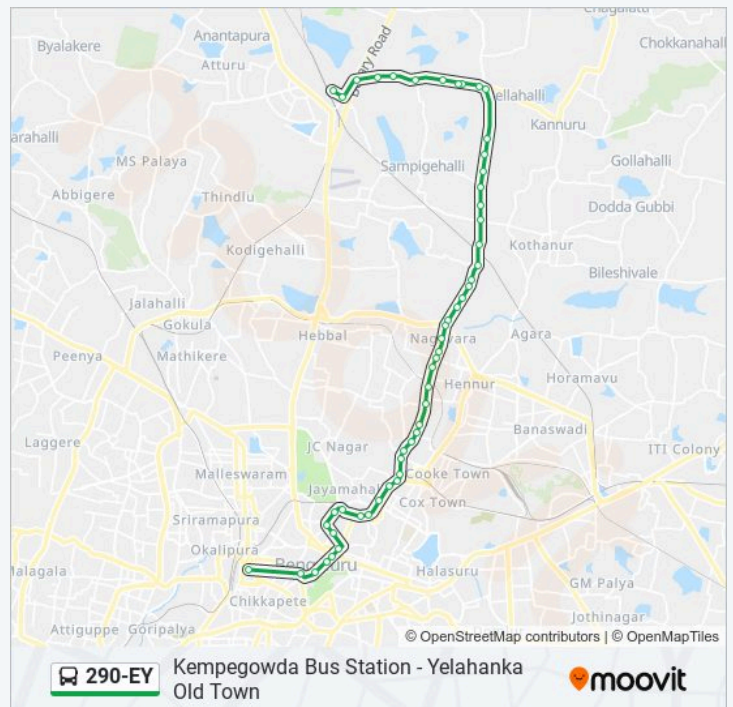 Chagalatu
Anantapura
Byalakere
Chokkanahall
Atturu
ary Road
ellahalli
arahalli
Kannuru
MS Palaya
Sampigehalli
Gollahalli
Abbigere
Thindlu
Dodda Gubbi
Kodigehalli
Kothanur
Bileshivale
Jalahalli
Gokula
Hebbal
Nagavara
Agara
Peenya
Mathikere
Hennur
Horamavu
Banaswadi
Laggere
JC Nagar
ITI Colony
Malleswaram
Cooke Town
Jayamahal
Cox Town
Sriramapura
Okalipura
Malagala
Bengaluru
Halasuru
GM Palya
Chikkapete
Jothinagar
Attiguppe
Goripalya
© OpenStreetMap contributors | © OpenMapTiles
290-EY
Kempegowda Bus Station - Yelahanka
Old Town
moovit